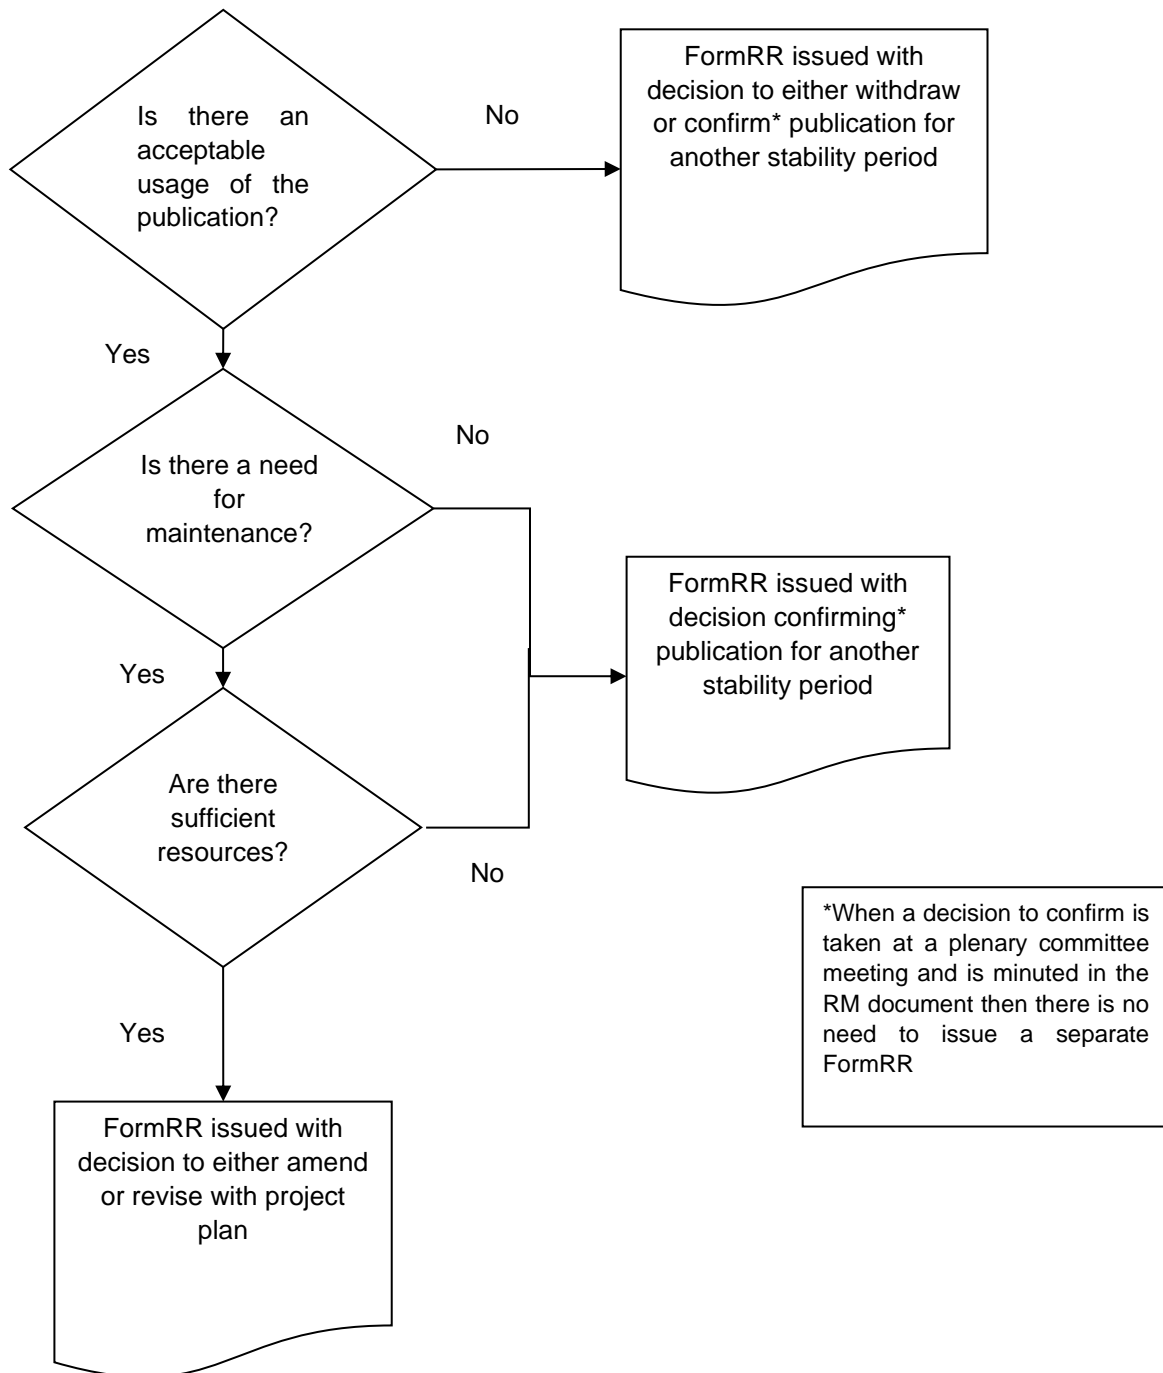 Is there an
acceptable
usage of the
publication?
No
FormRR issued with
decision to either withdraw
or confirm* publication for
another stability period
Yes
Is there a need
for
maintenance?
No
FormRR issued with
decision confirming*
publication for another
stability period
Yes
Are there
sufficient
resources?
No
*When a decision to confirm is
taken at a plenary committee
meeting and is minuted in the
RM document then there is no
need to issue a separate
FormRR
Yes
FormRR issued with
decision to either amend
or revise with project
plan